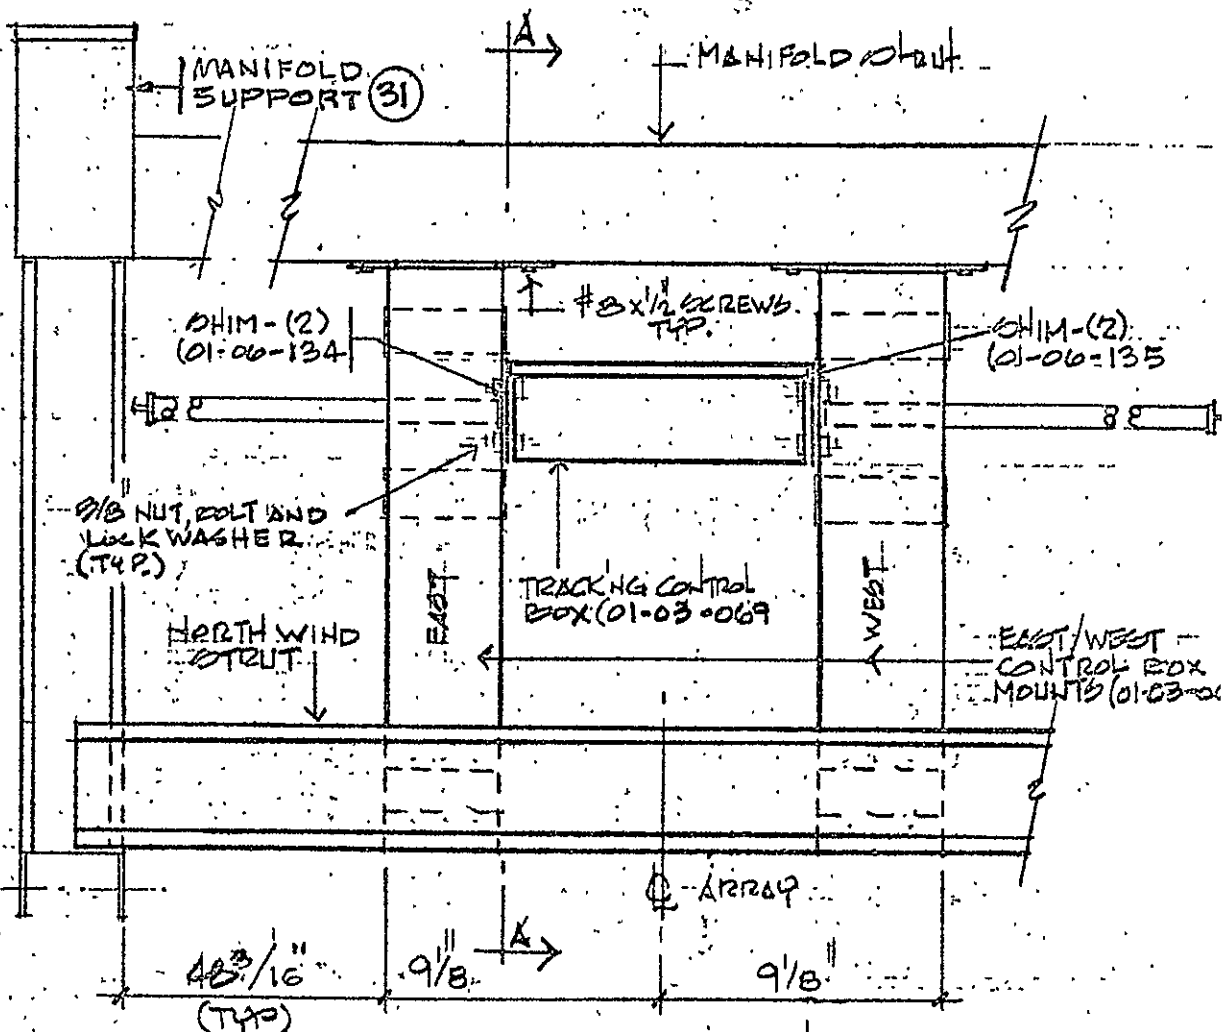 A
MANIFOLD strut
MANIFOLD
SUPPORT 31
#8 x 1/2" SCREWS
TYP.
SHIM-(2)
(01-06-134
SHIM-(2)
(01-06-135
3/8" NUT, BOLT AND
LOCK WASHER
(TYP.)
EAST
TRACKING CONTROL
BOX (01-03-069
WEST
NORTH WIND
STRUT
EAST/WEST
CONTROL BOX
MOUNTS (01-03-0
℄ ARRAY
A
48 3/16"
(TYP)
9 1/8"
9 1/8"